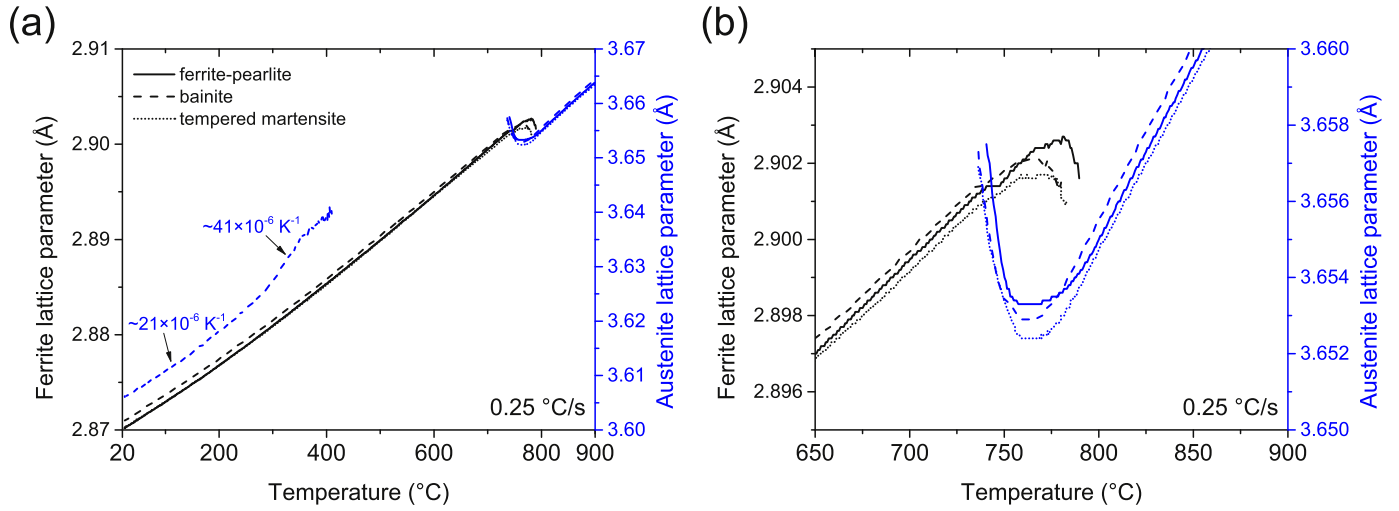 (a)
2.91
2.90
2.89
2.88
2.87
Ferrite lattice parameter (Å)
ferrite-pearlite
bainite
tempered martensite
~41×10⁻⁶ K⁻¹
~21×10⁻⁶ K⁻¹
0.25 °C/s
20 200 400 600 800 900
Temperature (°C)
3.67
3.66
3.65
3.64
3.63
3.62
3.61
3.60
Austenite lattice parameter (Å)
(b)
2.904
2.902
2.900
2.898
2.896
Ferrite lattice parameter (Å)
0.25 °C/s
650 700 750 800 850 900
Temperature (°C)
3.660
3.658
3.656
3.654
3.652
3.650
Austenite lattice parameter (Å)